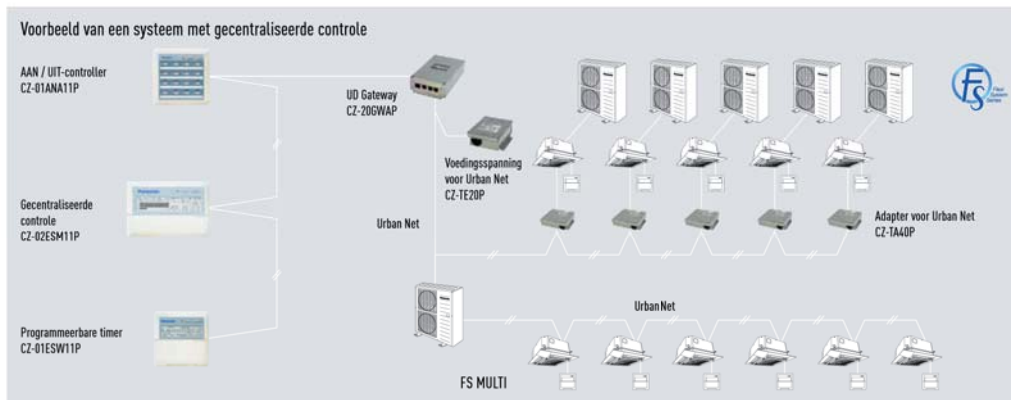 Voorbeeld van een systeem met gecentraliseerde controle
AAN / UIT-controller
CZ-01ANA11P
UD Gateway
CZ-20GWAP
Voedingsspanning
voor Urban Net
CZ-TE20P
FS
Gecentraliseerde
controle
CZ-02ESM11P
Urban Net
Adapter voor Urban Net
CZ-TA40P
Programmeerbare timer
CZ-01ESW11P
UrbanNet
FS MULTI